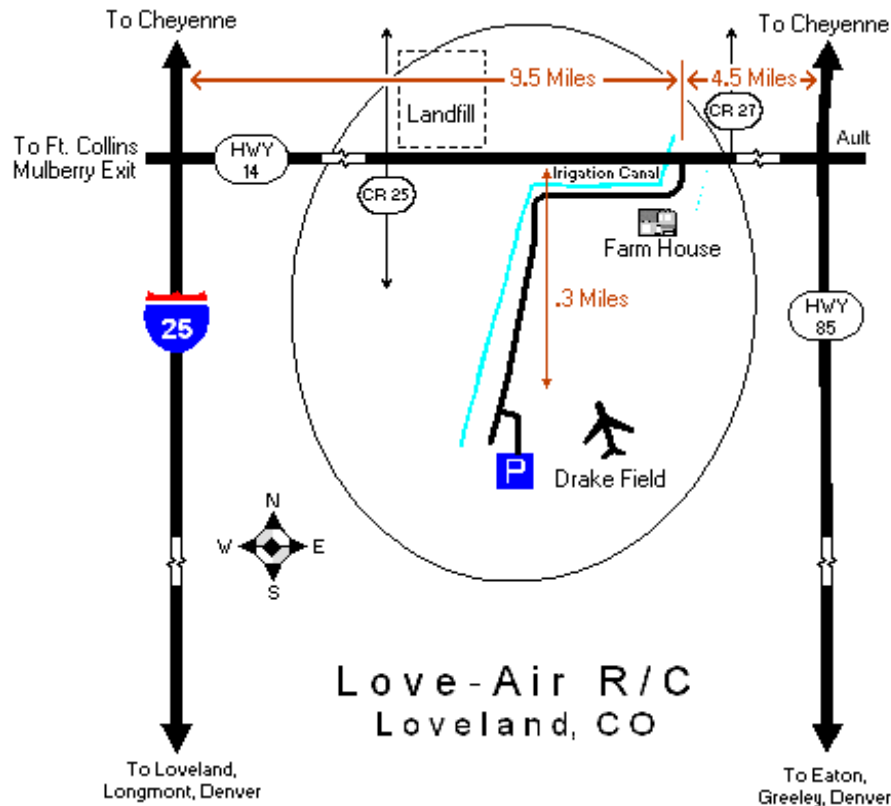 To Cheyenne
To Cheyenne
9.5 Miles
4.5 Miles
CR 27
Landfill
To Ft. Collins
Mulberry Exit
HWY
14
Ault
Irigation Canal
CR 25
Farm House
.3 Miles
25
HWY
85
P
Drake Field
N
W
E
S
Love-Air R/C
Loveland, CO
To Loveland,
Longmont, Denver
To Eaton,
Greeley, Denver